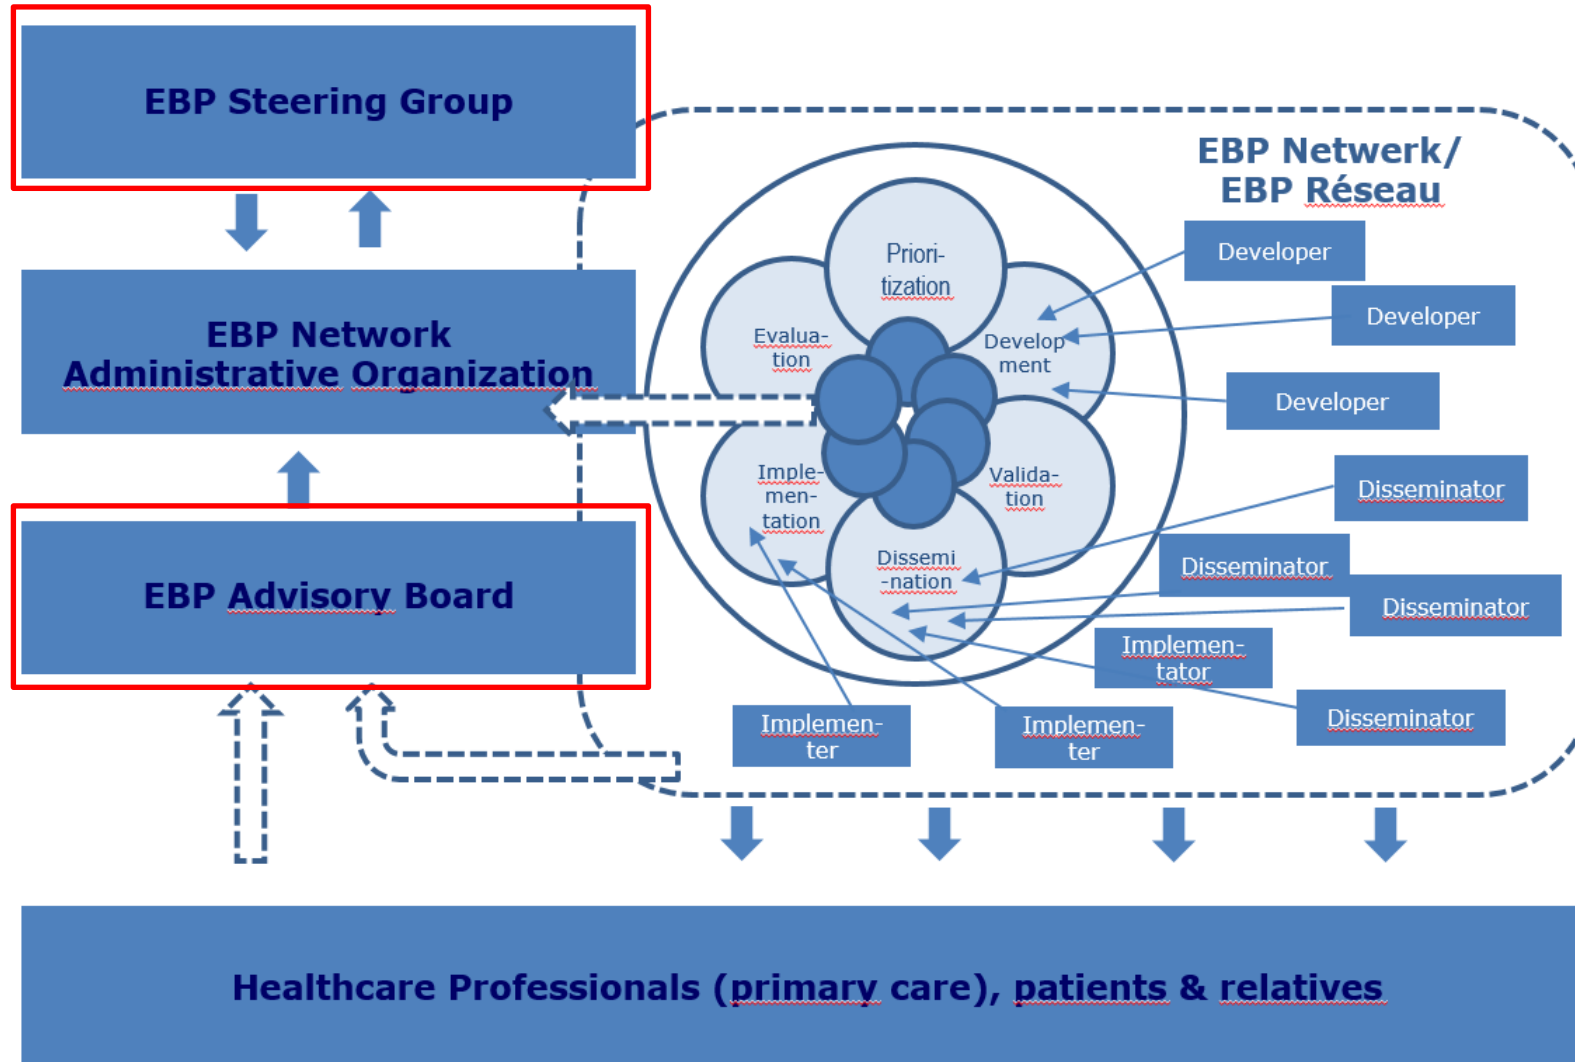 EBP Steering Group
EBP Network
Administrative Organization
EBP Advisory Board
EBP Netwerk/
EBP Réseau
Priori-
tization
Evalua-
tion
Develop
ment
Imple-
men-
tation
Valida-
tion
Dissemi
-nation
Developer
Developer
Developer
Disseminator
Disseminator
Disseminator
Implemen-
tator
Disseminator
Implemen-
ter
Implemen-
ter
Healthcare Professionals (primary care), patients & relatives